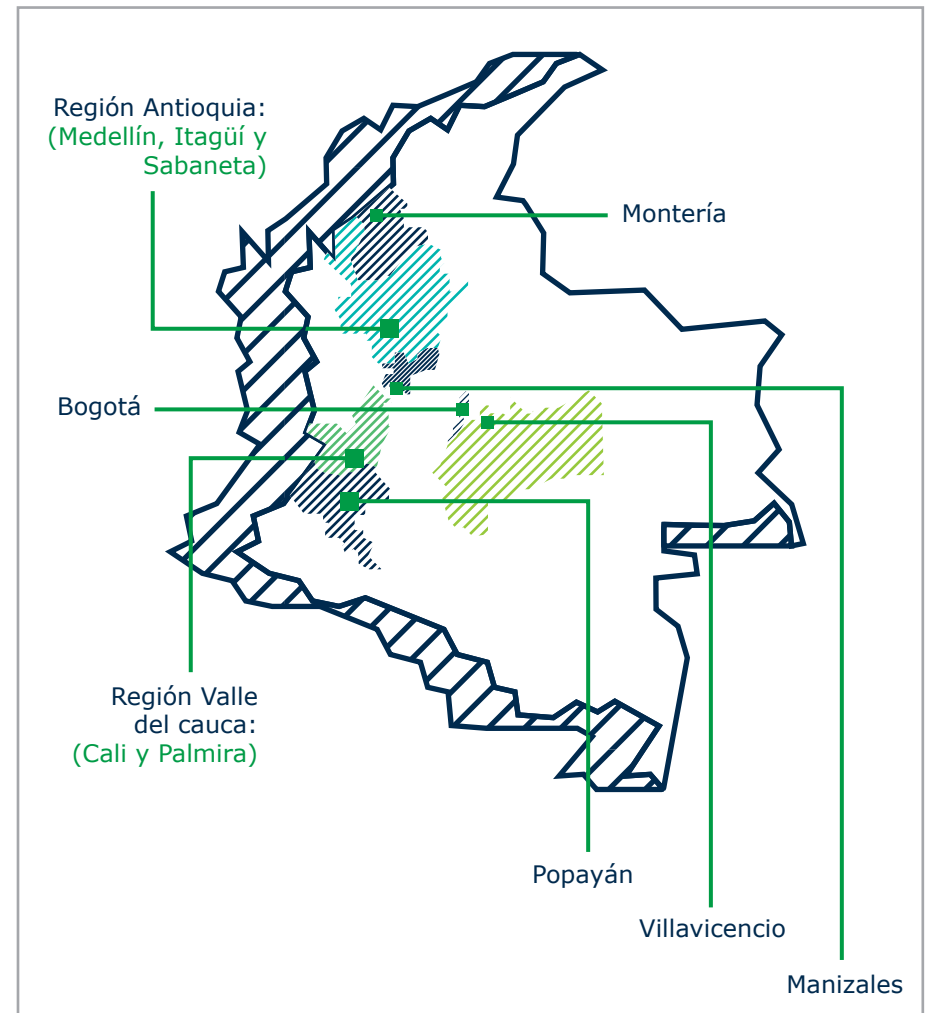 Región Antioquia:
(Medellín, Itagüí y
Sabaneta)
Montería
Bogotá
Región Valle
del cauca:
(Cali y Palmira)
Popayán
Villavicencio
Manizales